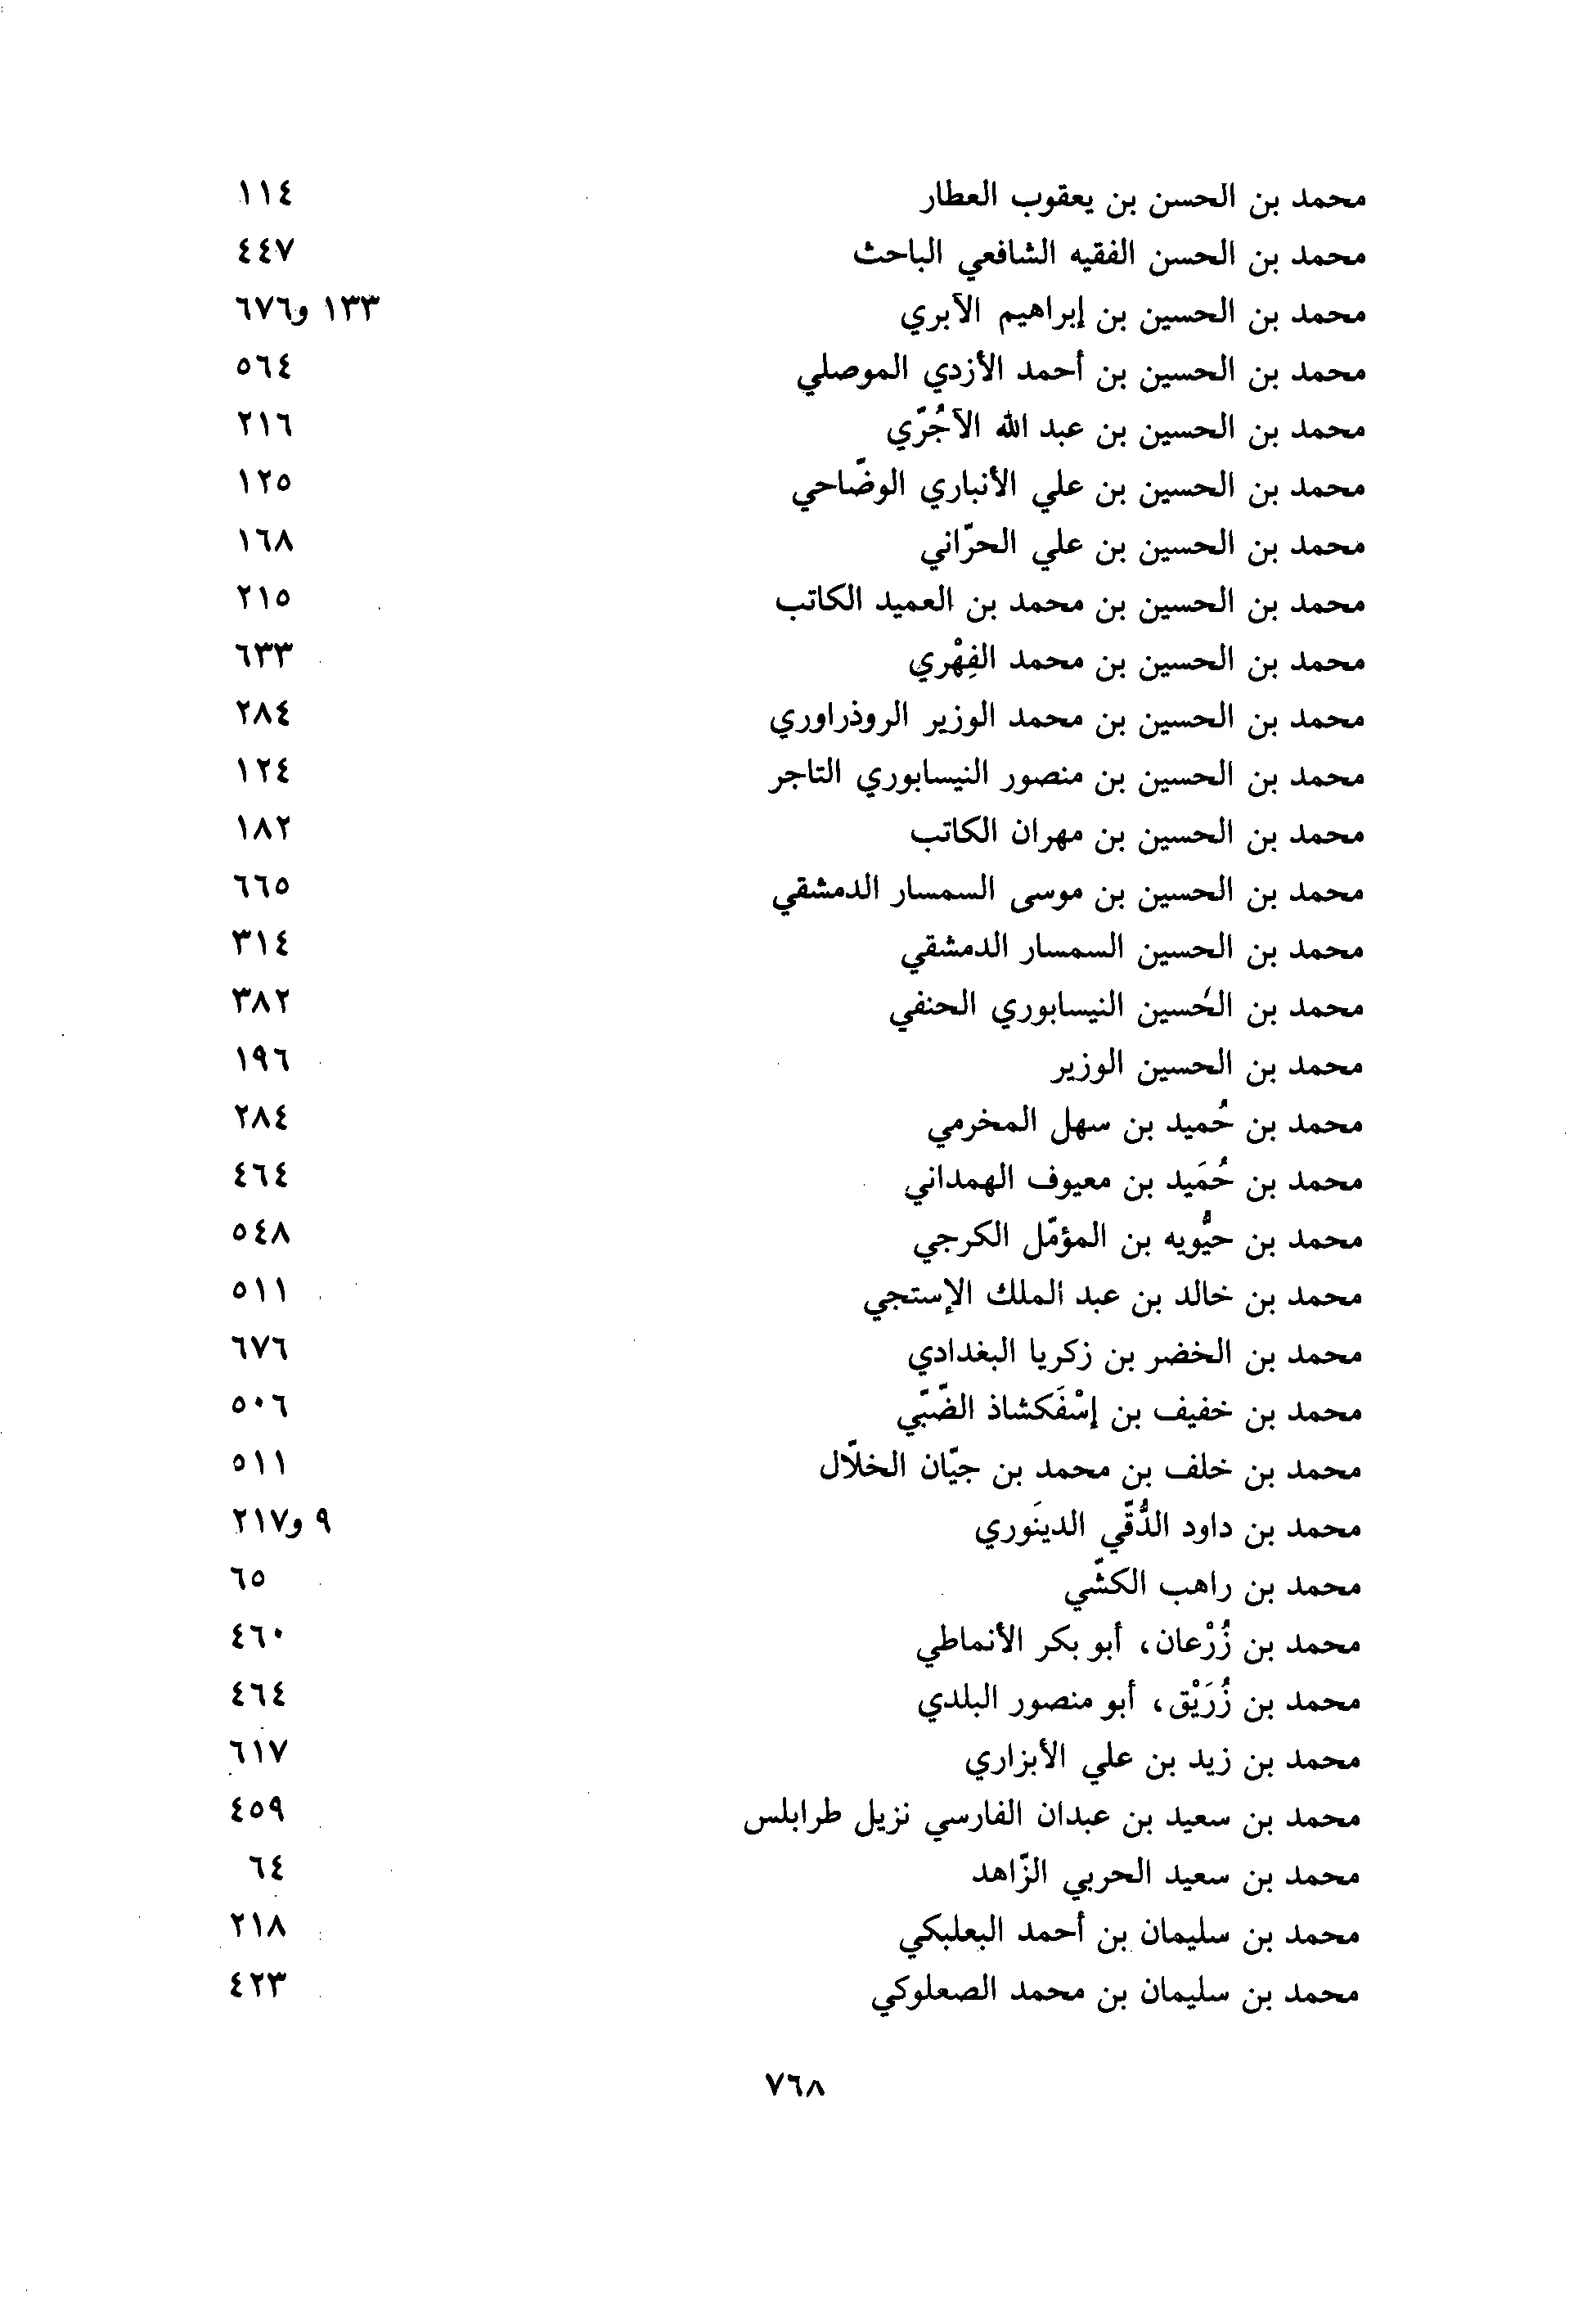 محمد بن الحسن بن يعقوب العطار ١١٤
محمد بن الحسن الفقيه الشافعي الباحث ٤٤٧
محمد بن الحسين بن إبراهيم الآبري ١٣٣ و٦٧٦
محمد بن الحسين بن أحمد الأزدي الموصلي ٥٦٤
محمد بن الحسين بن عبد الله الآجُرّي ٢١٦
محمد بن الحسين بن علي الأنباري الوضّاحي ١٢٥
محمد بن الحسين بن علي الحرّاني ١٦٨
محمد بن الحسين بن محمد بن العميد الكاتب ٢١٥
محمد بن الحسين بن محمد الفِهْري ٦٣٣
محمد بن الحسين بن محمد الوزير الروذراوري ٢٨٤
محمد بن الحسين بن منصور النيسابوري التاجر ١٢٤
محمد بن الحسين بن مهران الكاتب ١٨٢
محمد بن الحسين بن موسى السمسار الدمشقي ٦٦٥
محمد بن الحسين السمسار الدمشقي ٣١٤
محمد بن الحُسين النيسابوري الحنفي ٣٨٢
محمد بن الحسين الوزير ١٩٦
محمد بن حُميد بن سهل المخرمي ٢٨٤
محمد بن حُمَيد بن معيوف الهمداني ٤٦٤
محمد بن حيُّويه بن المؤمّل الكرجي ٥٤٨
محمد بن خالد بن عبد الملك الإستجي ٥١١
محمد بن الخضر بن زكريا البغدادي ٦٧٦
محمد بن خفيف بن إسْفَكشاذ الضّبّي ٥٠٦
محمد بن خلف بن محمد بن جيّان الخلّال ٥١١
محمد بن داود الدُّقّي الدينَوري ٩ و٢١٧
محمد بن راهب الكشّي ٦٥
محمد بن زُرْعان، أبو بكر الأنماطي ٤٦٠
محمد بن زُرَيْق، أبو منصور البلدي ٤٦٤
محمد بن زيد بن علي الأبزاري ٦١٧
محمد بن سعيد بن عبدان الفارسي نزيل طرابلس ٤٥٩
محمد بن سعيد الحربي الزّاهد ٦٤
محمد بن سليمان بن أحمد البعلبكي ٢١٨
محمد بن سليمان بن محمد الصعلوكي ٤٢٣
٧٦٨